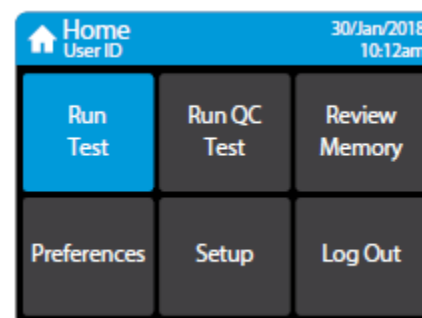 Home
User ID
30/Jan/2018
10:12am
Run
Test
Run QC
Test
Review
Memory
Preferences
Setup
Log Out